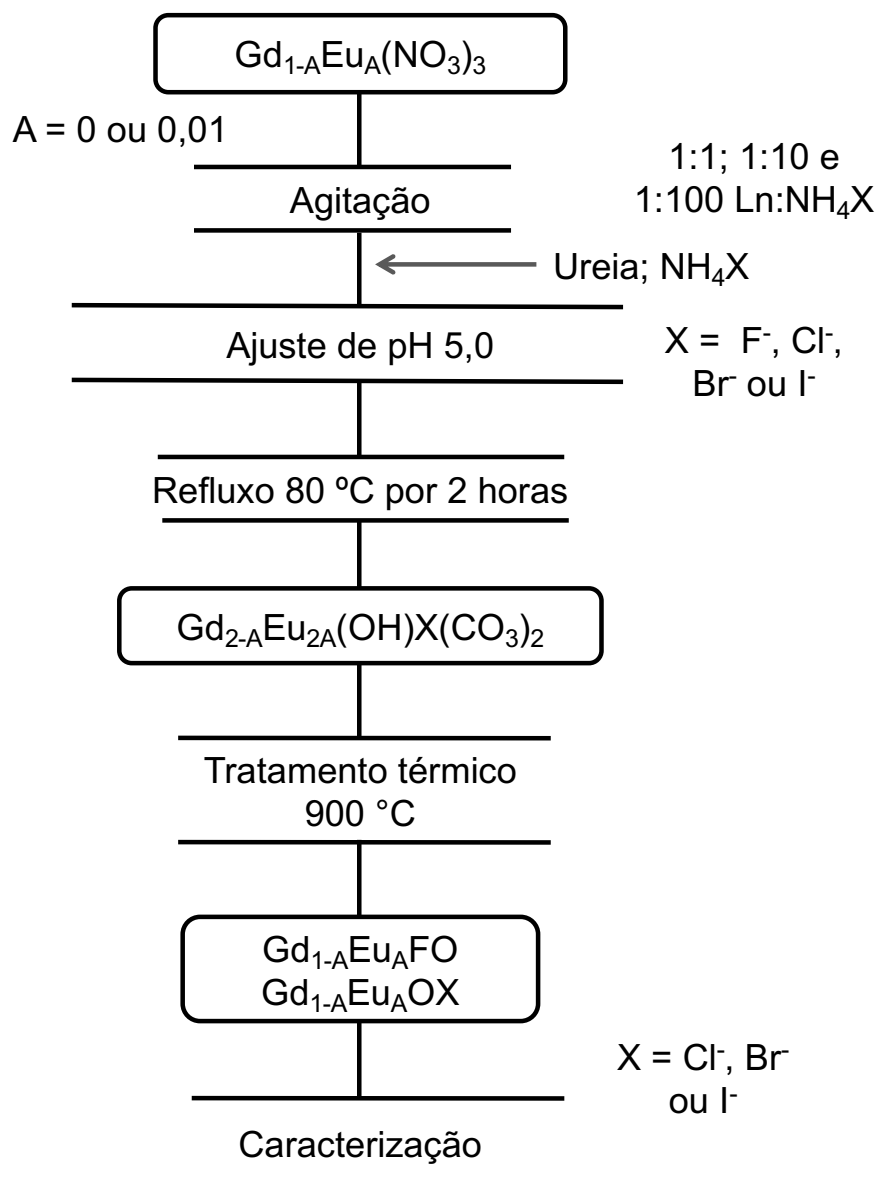 Gd₁₋ₐEuₐ(NO₃)₃
A = 0 ou 0,01
1:1; 1:10 e
1:100 Ln:NH₄X
Agitação
Ureia; NH₄X
Ajuste de pH 5,0
X = F⁻, Cl⁻,
Br⁻ ou I⁻
Refluxo 80 ºC por 2 horas
Gd₂₋ₐEu₂ₐ(OH)X(CO₃)₂
Tratamento térmico
900 °C
Gd₁₋ₐEuₐFO
Gd₁₋ₐEuₐOX
X = Cl⁻, Br⁻
ou I⁻
Caracterização